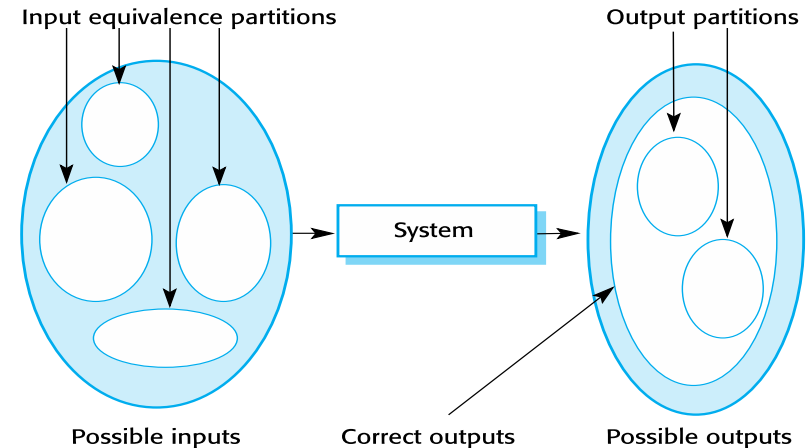 Input equivalence partitions
Output partitions
System
Possible inputs
Correct outputs
Possible outputs